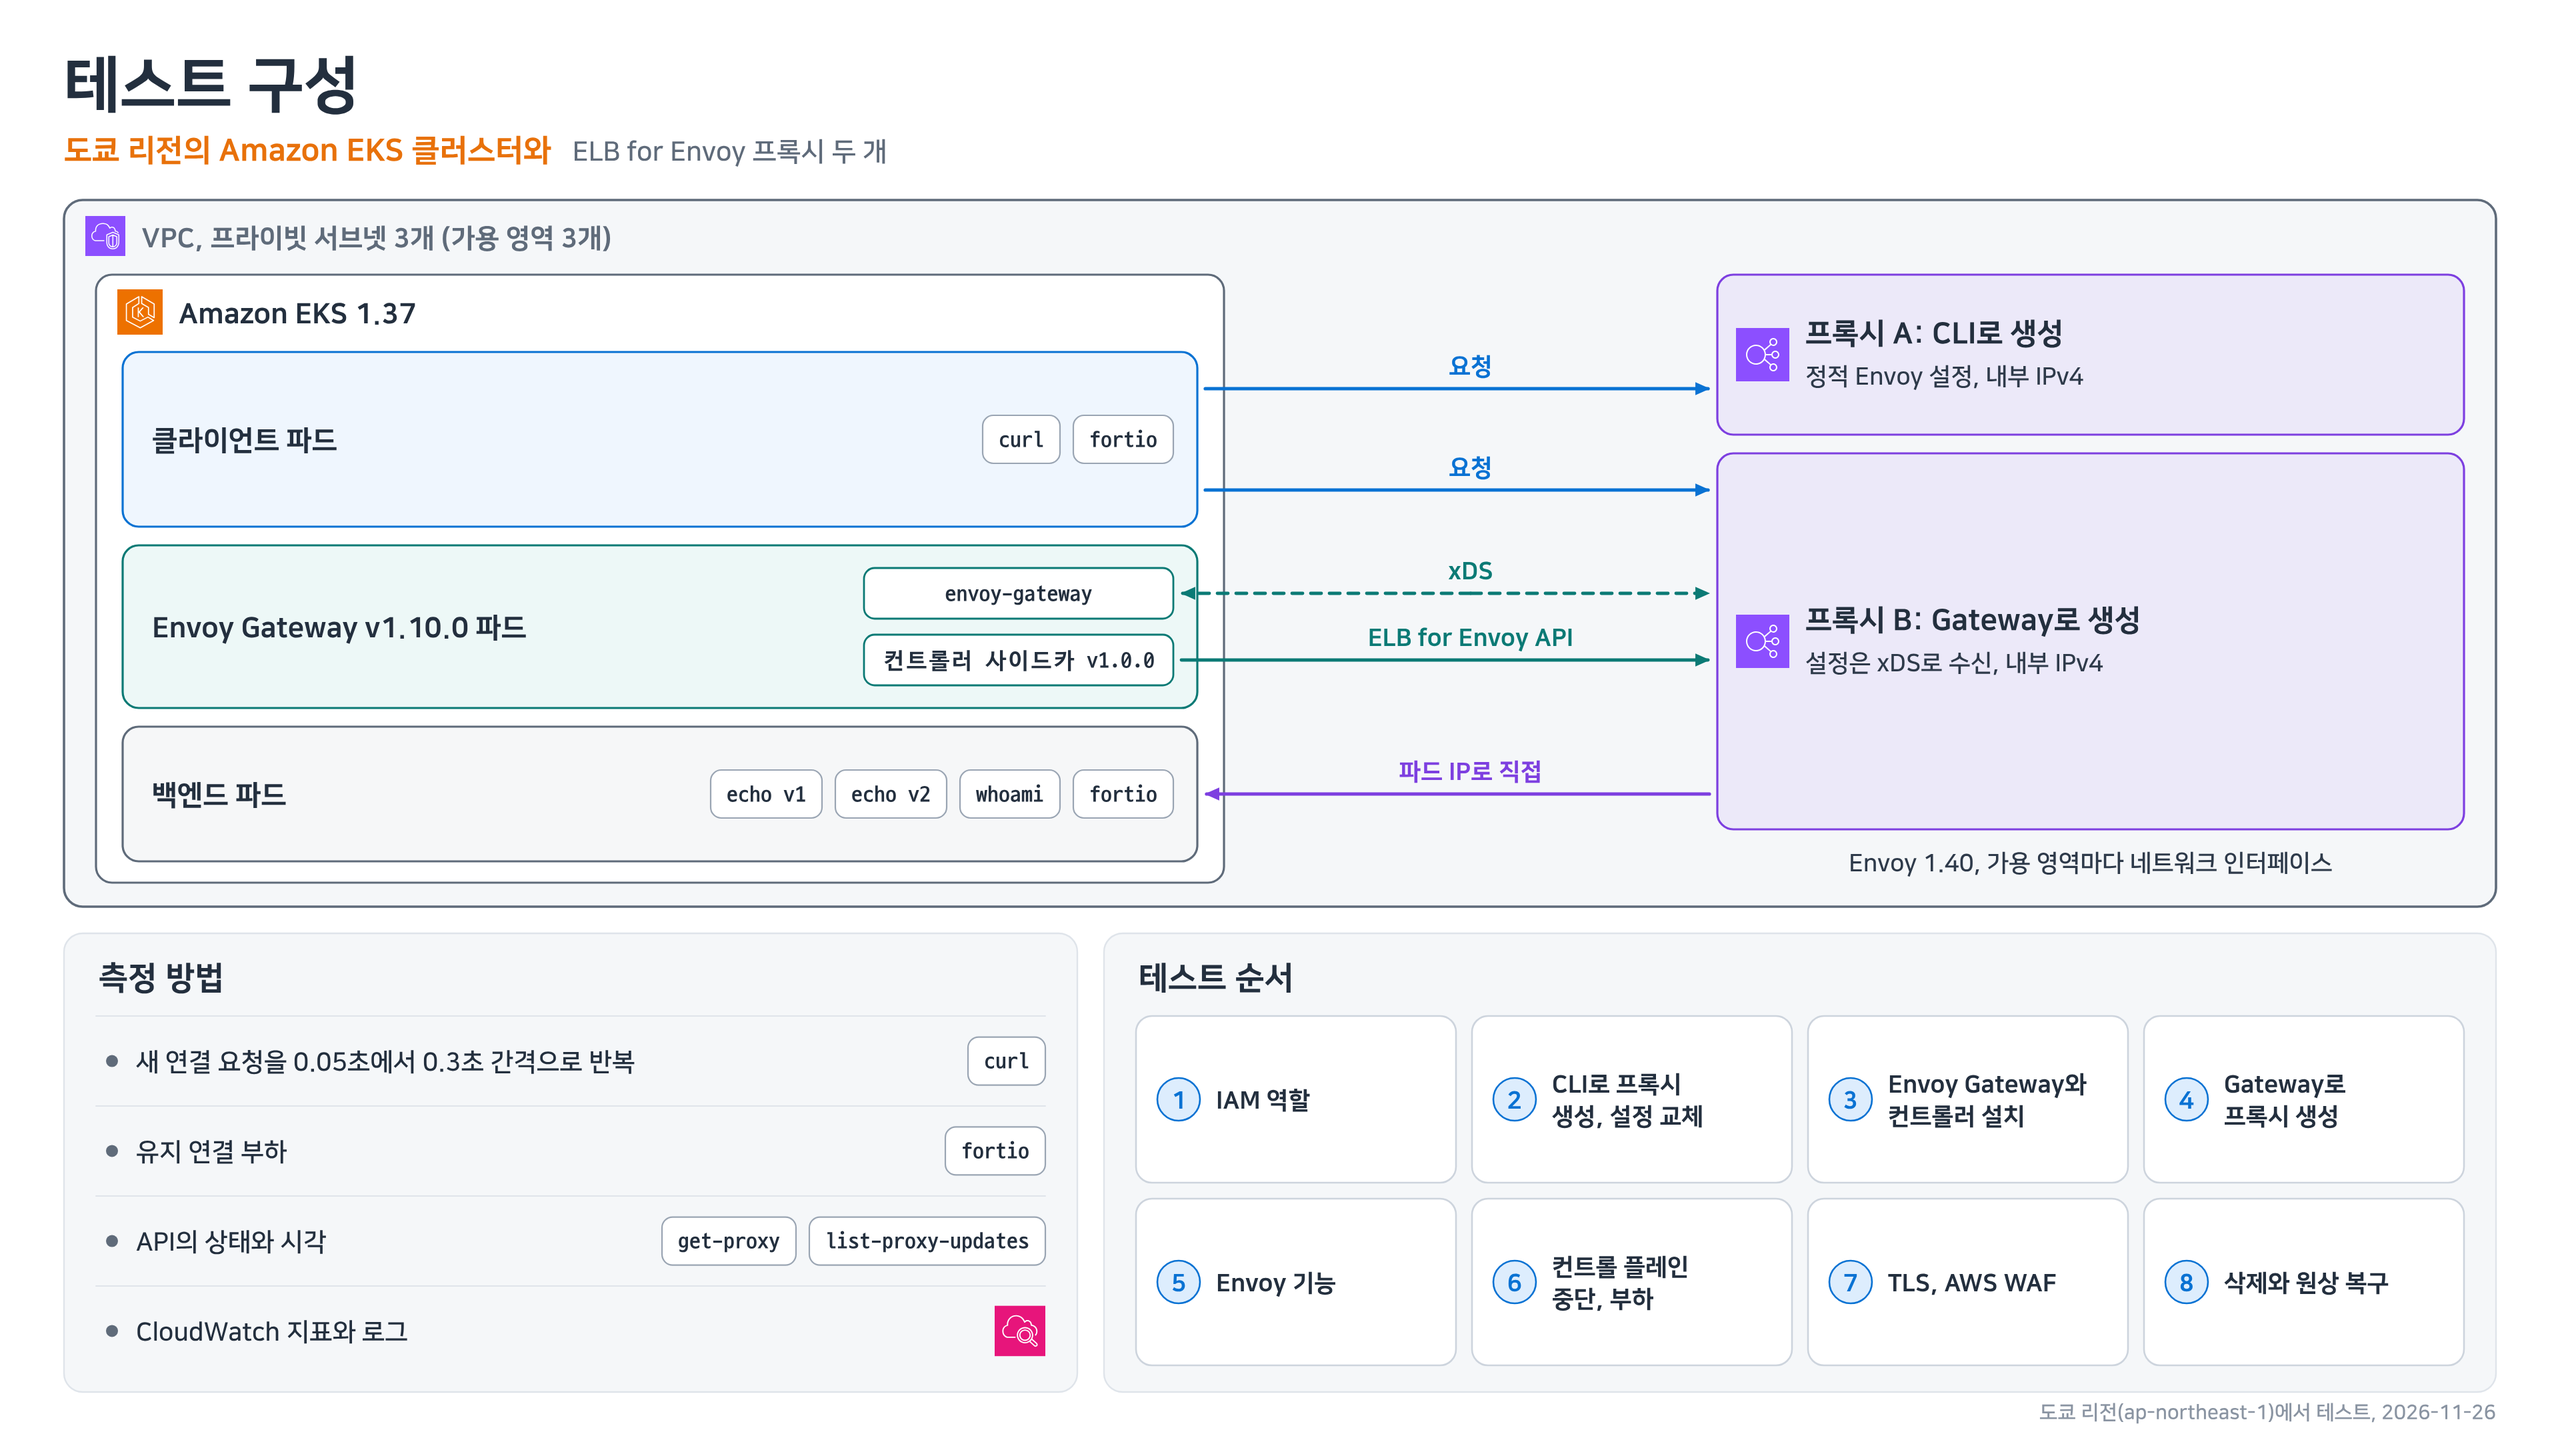 테스트 구성
도쿄 리전의 Amazon EKS 클러스터와 ELB for Envoy 프록시 두 개
VPC, 프라이빗 서브넷 3개 (가용 영역 3개)
Amazon EKS 1.37
클라이언트 파드
curl
fortio
Envoy Gateway v1.10.0 파드
envoy-gateway
컨트롤러 사이드카 v1.0.0
백엔드 파드
echo v1
echo v2
whoami
fortio
요청
요청
xDS
ELB for Envoy API
파드 IP로 직접
프록시 A: CLI로 생성
정적 Envoy 설정, 내부 IPv4
프록시 B: Gateway로 생성
설정은 xDS로 수신, 내부 IPv4
Envoy 1.40, 가용 영역마다 네트워크 인터페이스
측정 방법
새 연결 요청을 0.05초에서 0.3초 간격으로 반복
curl
유지 연결 부하
fortio
API의 상태와 시각
get-proxy
list-proxy-updates
CloudWatch 지표와 로그
테스트 순서
1
IAM 역할
2
CLI로 프록시
생성, 설정 교체
3
Envoy Gateway와
컨트롤러 설치
4
Gateway로
프록시 생성
5
Envoy 기능
6
컨트롤 플레인
중단, 부하
7
TLS, AWS WAF
8
삭제와 원상 복구
도쿄 리전(ap-northeast-1)에서 테스트, 2026-11-26